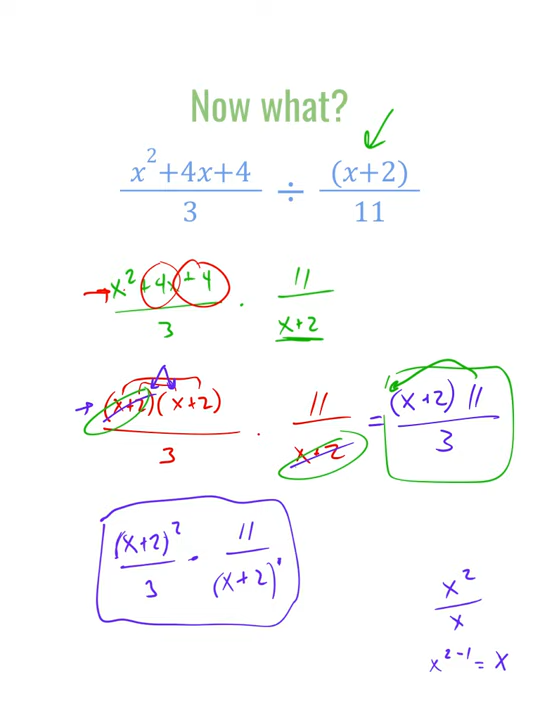 Now what?
(x²+4x+4)/3 ÷ (x+2)/11
(x²+4x+4)/3 · 11/(x+2)
((x+2)(x+2))/3 · 11/(x+2) = ((x+2) 11)/3
(x+2)²/3 · 11/(x+2)¹
x²/x
x²⁻¹ = x